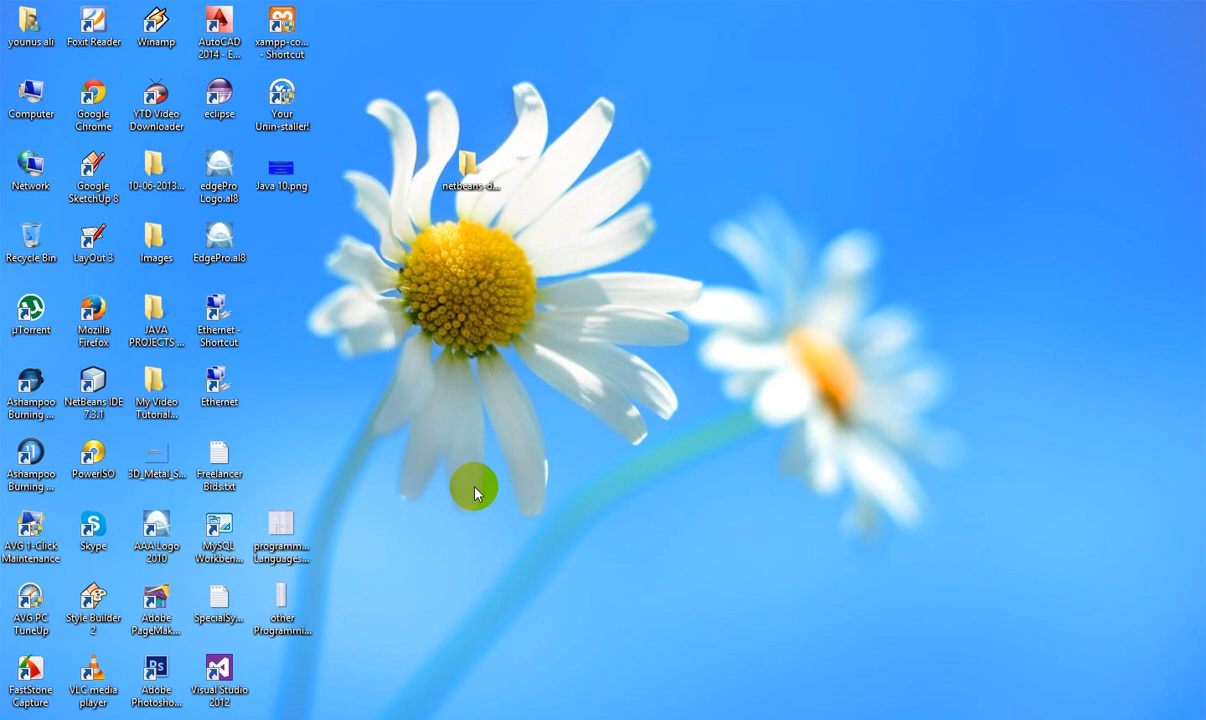 younus ali
Foxit Reader
Winamp
AutoCAD
2014 - E...
xampp-co...
- Shortcut
Computer
Google
Chrome
YTD Video
Downloader
eclipse
Your
Unin-staller!
Network
Google
SketchUp 8
10-06-2013...
edgePro
Logo.al8
Java 10.png
netbeans-d...
Recycle Bin
LayOut 3
Images
EdgePro.al8
µTorrent
Mozilla
Firefox
JAVA
PROJECTS ...
Ethernet -
Shortcut
Ashampoo
Burning ...
NetBeans IDE
7.3.1
My Video
Tutorial...
Ethernet
Ashampoo
Burning ...
PowerISO
3D_Metal_S...
Freelancer
Bids.txt
AVG 1-Click
Maintenance
Skype
AAA Logo
2010
MySQL
Workben...
programm...
Languages...
AVG PC
TuneUp
Style Builder
2
Adobe
PageMak...
SpecialSy...
other
Programmi...
FastStone
Capture
VLC media
player
Ps
Adobe
Photosho...
Visual Studio
2012